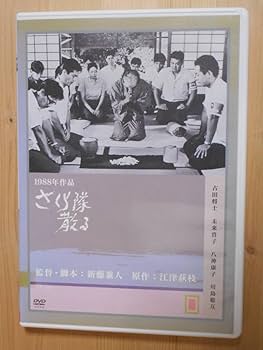 1988年作品
さくら隊
散る
監督・脚本：新藤兼人　原作：江津萩枝
古田将士　未來貴子　八神康子　川島聡互
DVD